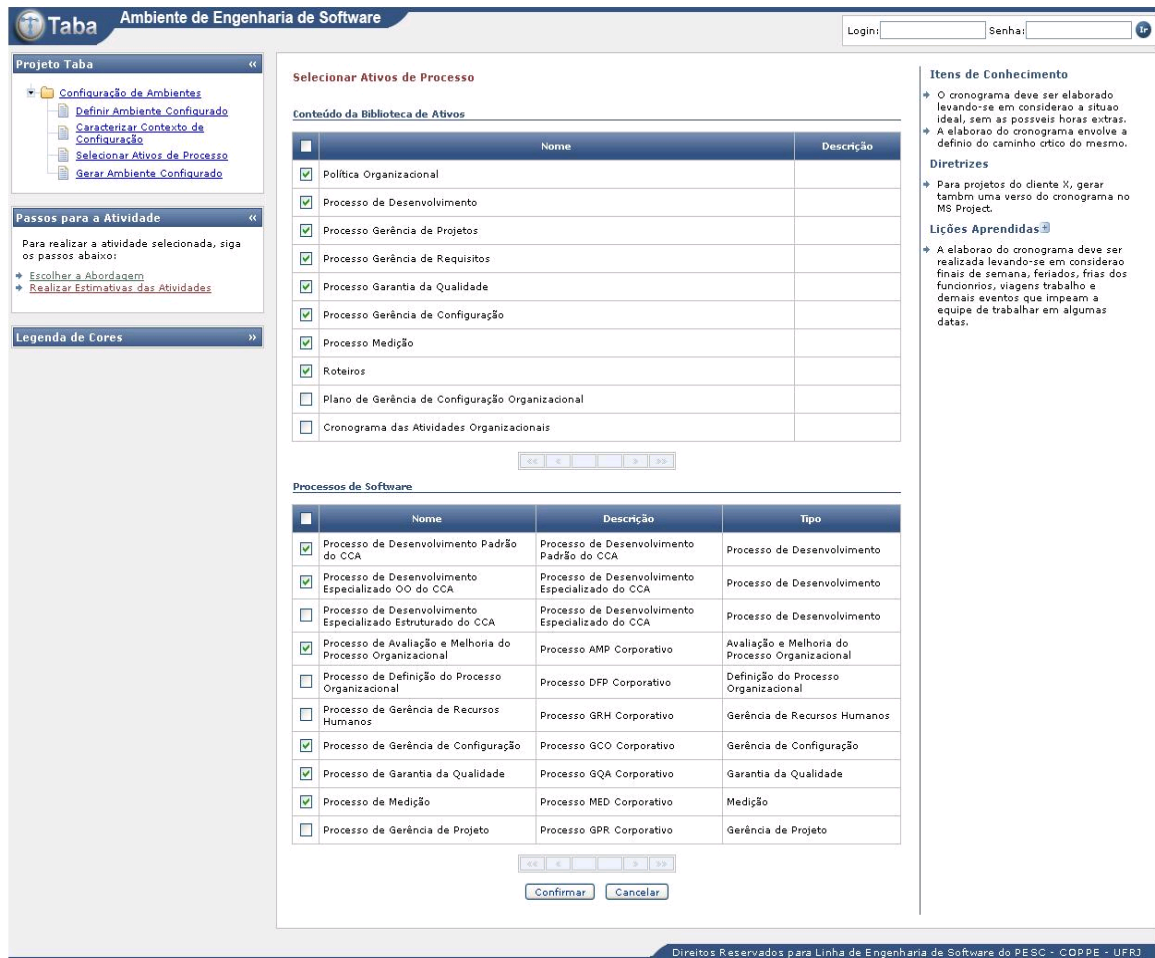 Taba
Ambiente de Engenharia de Software
Login:
Senha:
Ir
Projeto Taba
Configuração de Ambientes
Definir Ambiente Configurado
Caracterizar Contexto de
Configuração
Selecionar Ativos de Processo
Gerar Ambiente Configurado
Passos para a Atividade
Para realizar a atividade selecionada, siga
os passos abaixo:
Escolher a Abordagem
Realizar Estimativas das Atividades
Legenda de Cores
Selecionar Ativos de Processo
Conteúdo da Biblioteca de Ativos
Nome Descrição
Política Organizacional
Processo de Desenvolvimento
Processo Gerência de Projetos
Processo Gerência de Requisitos
Processo Garantia da Qualidade
Processo Gerência de Configuração
Processo Medição
Roteiros
Plano de Gerência de Configuração Organizacional
Cronograma das Atividades Organizacionais
<< < > >>
Processos de Software
Nome Descrição Tipo
Processo de Desenvolvimento Padrão
do CCA
Processo de Desenvolvimento
Padrão do CCA
Processo de Desenvolvimento
Processo de Desenvolvimento
Especializado OO do CCA
Processo de Desenvolvimento
Especializado do CCA
Processo de Desenvolvimento
Processo de Desenvolvimento
Especializado Estruturado do CCA
Processo de Desenvolvimento
Especializado do CCA
Processo de Desenvolvimento
Processo de Avaliação e Melhoria do
Processo Organizacional
Processo AMP Corporativo
Avaliação e Melhoria do
Processo Organizacional
Processo de Definição do Processo
Organizacional
Processo DFP Corporativo
Definição do Processo
Organizacional
Processo de Gerência de Recursos
Humanos
Processo GRH Corporativo
Gerência de Recursos Humanos
Processo de Gerência de Configuração
Processo GCO Corporativo
Gerência de Configuração
Processo de Garantia da Qualidade
Processo GQA Corporativo
Garantia da Qualidade
Processo de Medição
Processo MED Corporativo
Medição
Processo de Gerência de Projeto
Processo GPR Corporativo
Gerência de Projeto
<< < > >>
Confirmar
Cancelar
Itens de Conhecimento
O cronograma deve ser elaborado
levando-se em considerao a situao
ideal, sem as possveis horas extras.
A elaborao do cronograma envolve a
definio do caminho crtico do mesmo.
Diretrizes
Para projetos do cliente X, gerar
tambm uma verso do cronograma no
MS Project.
Lições Aprendidas
A elaborao do cronograma deve ser
realizada levando-se em considerao
finais de semana, feriados, frias dos
funcionrios, viagens trabalho e
demais eventos que impeam a
equipe de trabalhar em algumas
datas.
Direitos Reservados para Linha de Engenharia de Software do PESC - COPPE - UFRJ